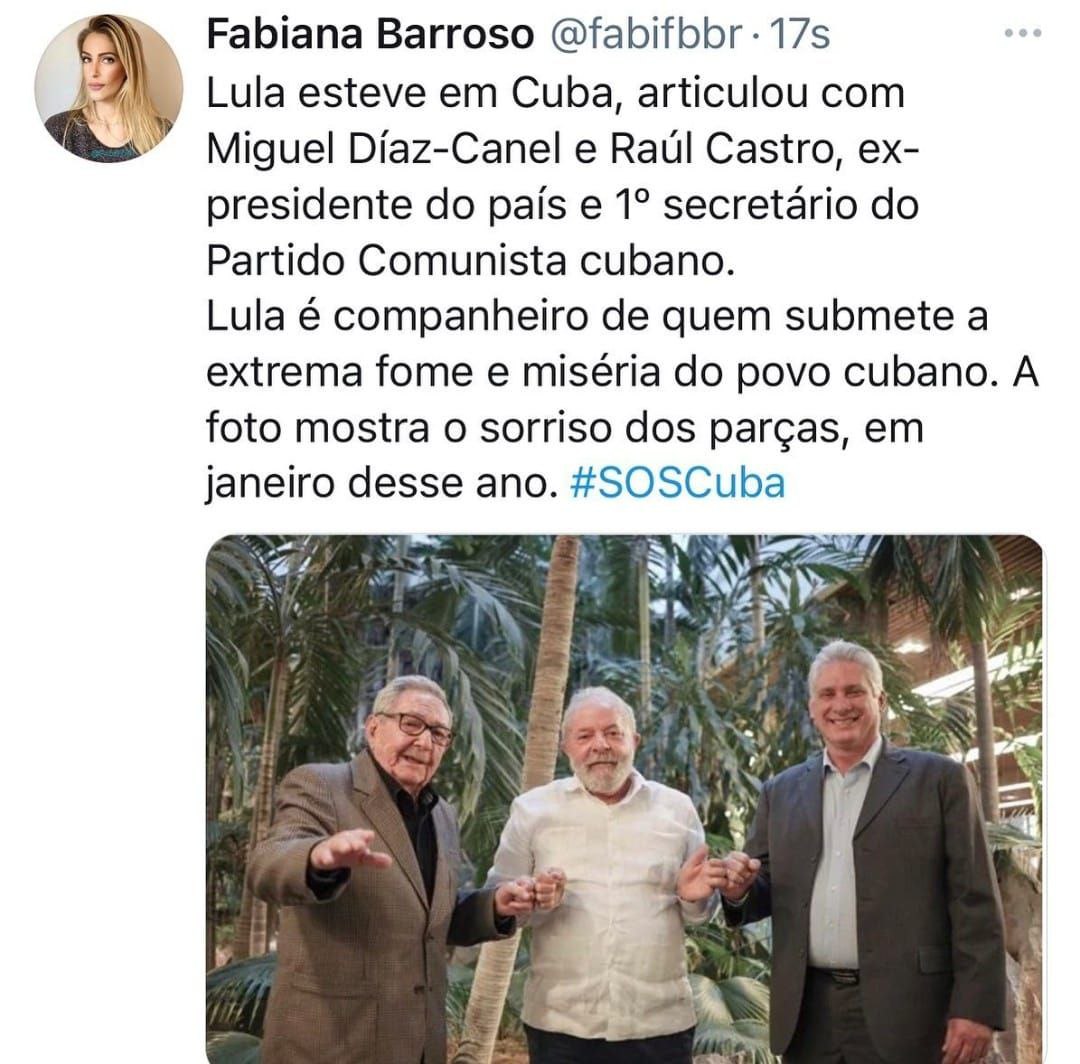 Fabiana Barroso @fabifbbr · 17s
Lula esteve em Cuba, articulou com
Miguel Díaz-Canel e Raúl Castro, ex-
presidente do país e 1º secretário do
Partido Comunista cubano.
Lula é companheiro de quem submete a
extrema fome e miséria do povo cubano. A
foto mostra o sorriso dos parças, em
janeiro desse ano. #SOSCuba